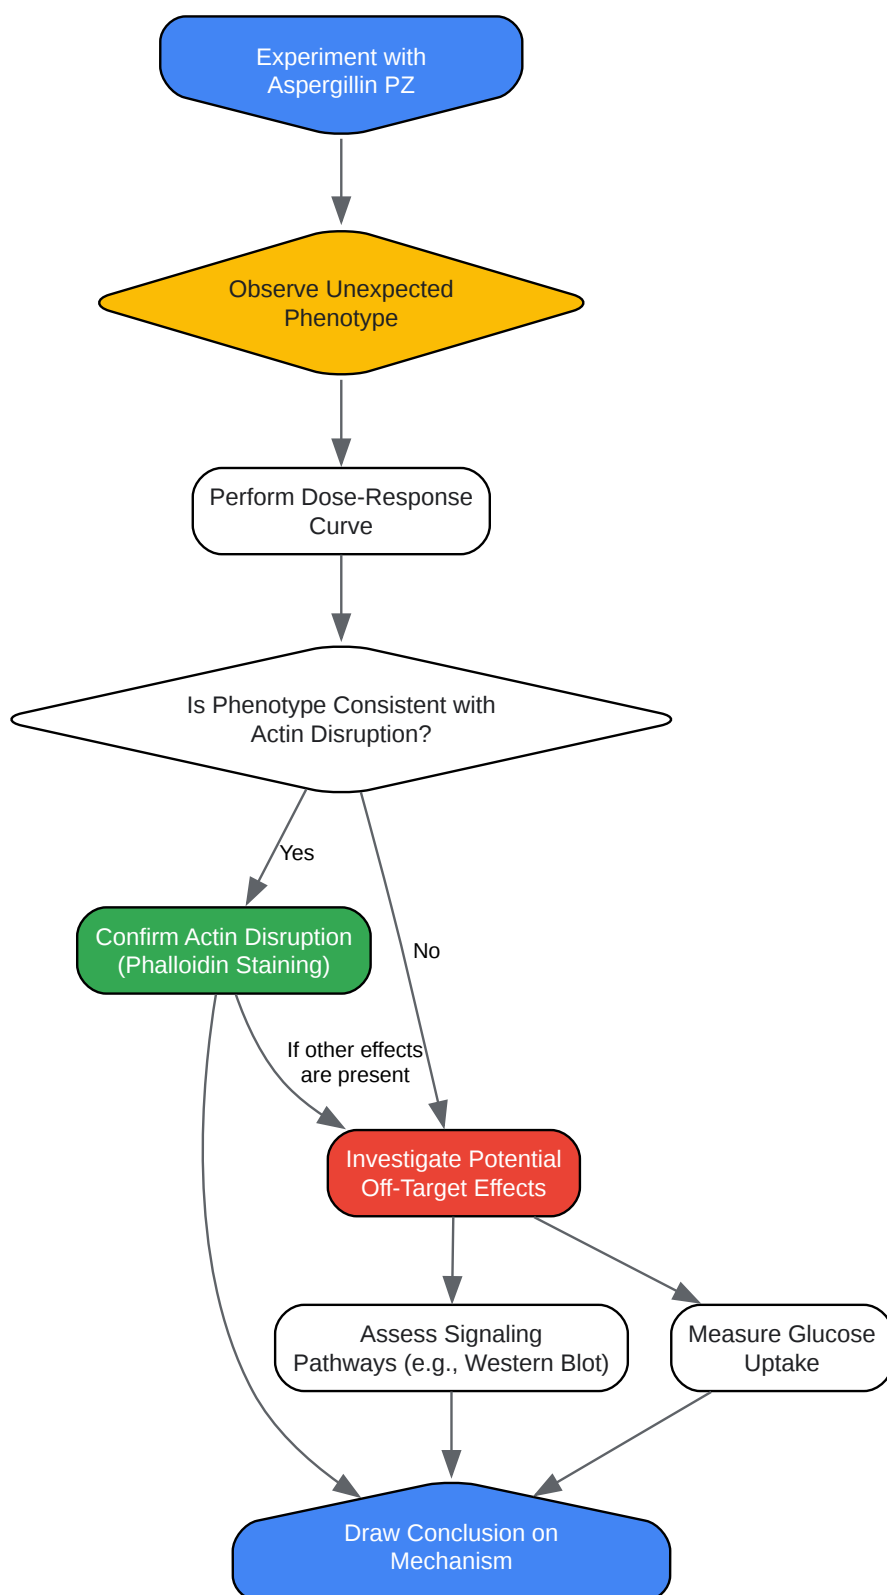 Experiment with
Aspergillin PZ
Observe Unexpected
Phenotype
Perform Dose-Response
Curve
Is Phenotype Consistent with
Actin Disruption?
Yes
Confirm Actin Disruption
(Phalloidin Staining)
No
If other effects
are present
Investigate Potential
Off-Target Effects
Assess Signaling
Pathways (e.g., Western Blot)
Measure Glucose
Uptake
Draw Conclusion on
Mechanism